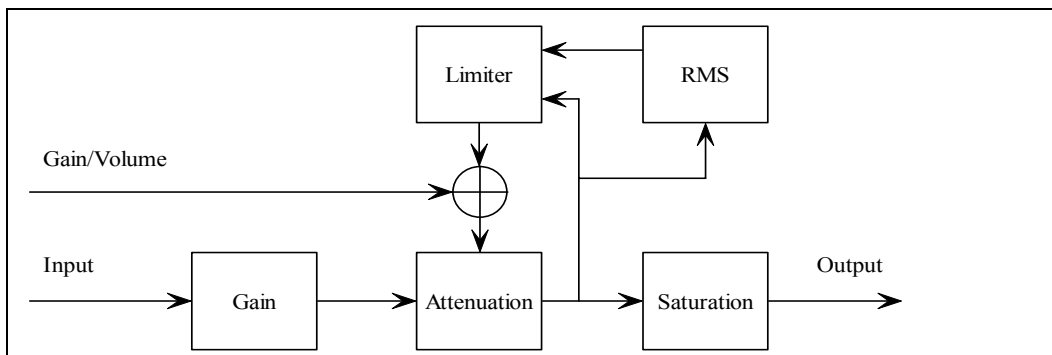 Limiter
RMS
Gain/Volume
Input
Gain
Attenuation
Saturation
Output